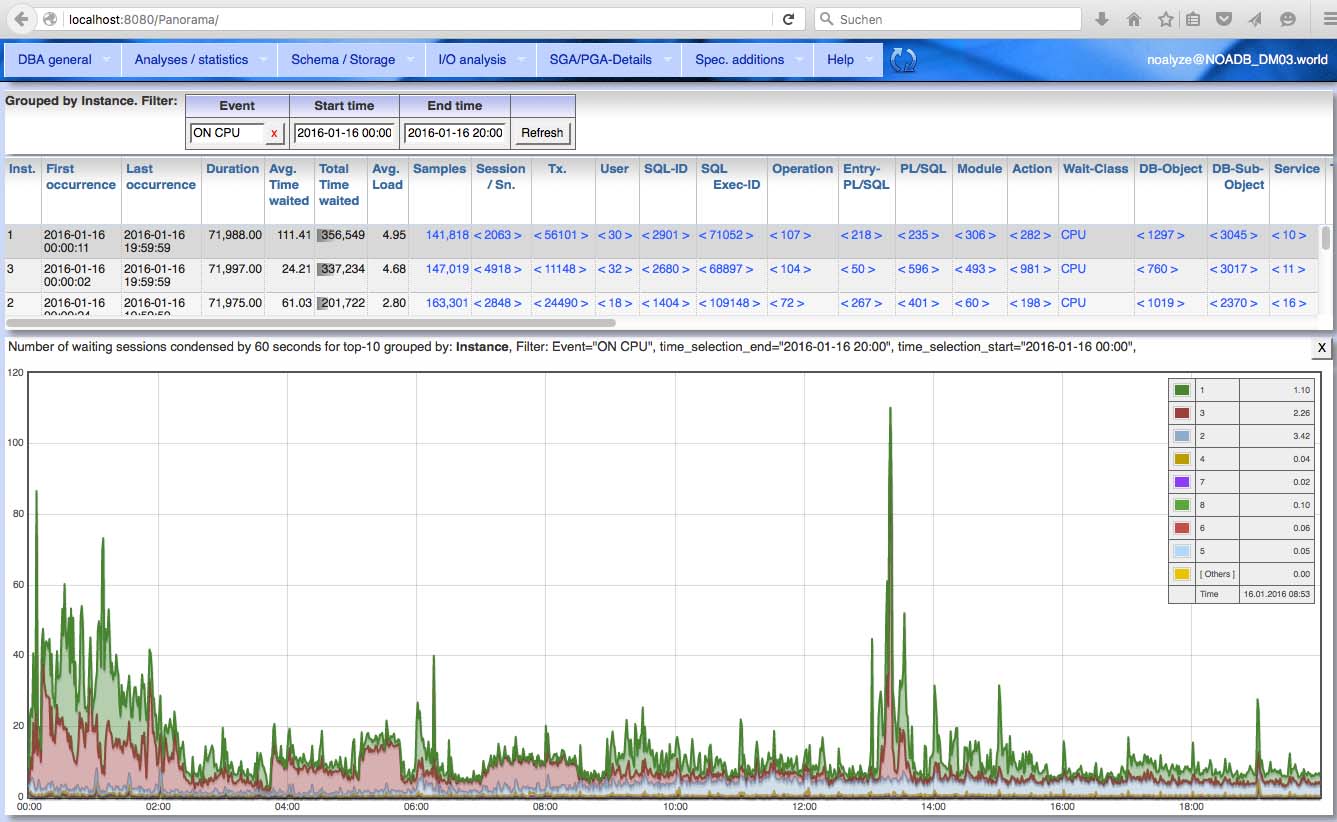 localhost:8080/Panorama/
Suchen
DBA general Analyses / statistics Schema / Storage I/O analysis SGA/PGA-Details Spec. additions Help noalyze@NOADB_DM03.world
Grouped by Instance. Filter: Event Start time End time
ON CPU x 2016-01-16 00:00 2016-01-16 20:00 Refresh
Inst. First Last Duration Avg. Total Avg. Samples Session Tx. User SQL-ID SQL Operation Entry- PL/SQL Module Action Wait-Class DB-Object DB-Sub- Service T
occurrence occurrence Time Time Load / Sn. Exec-ID PL/SQL Object
waited waited
1 2016-01-16 2016-01-16 71,988.00 111.41 356,549 4.95 141,818 < 2063 > < 56101 > < 30 > < 2901 > < 71052 > < 107 > < 218 > < 235 > < 306 > < 282 > CPU < 1297 > < 3045 > < 10 >
00:00:11 19:59:59
3 2016-01-16 2016-01-16 71,997.00 24.21 337,234 4.68 147,019 < 4918 > < 11148 > < 32 > < 2680 > < 68897 > < 104 > < 50 > < 596 > < 493 > < 981 > CPU < 760 > < 3017 > < 11 >
00:00:02 19:59:59
2 2016-01-16 2016-01-16 71,975.00 61.03 201,722 2.80 163,301 < 2848 > < 24490 > < 18 > < 1404 > < 109148 > < 72 > < 267 > < 401 > < 60 > < 198 > CPU < 1019 > < 2370 > < 16 >
00:00:24 19:59:59
Number of waiting sessions condensed by 60 seconds for top-10 grouped by: Instance, Filter: Event="ON CPU", time_selection_end="2016-01-16 20:00", time_selection_start="2016-01-16 00:00", X
120
100
80
60
40
20
0
1 1.10
3 2.26
2 3.42
4 0.04
7 0.02
8 0.10
6 0.06
5 0.05
[ Others ] 0.00
Time 16.01.2016 08:53
00:00 02:00 04:00 06:00 08:00 10:00 12:00 14:00 16:00 18:00